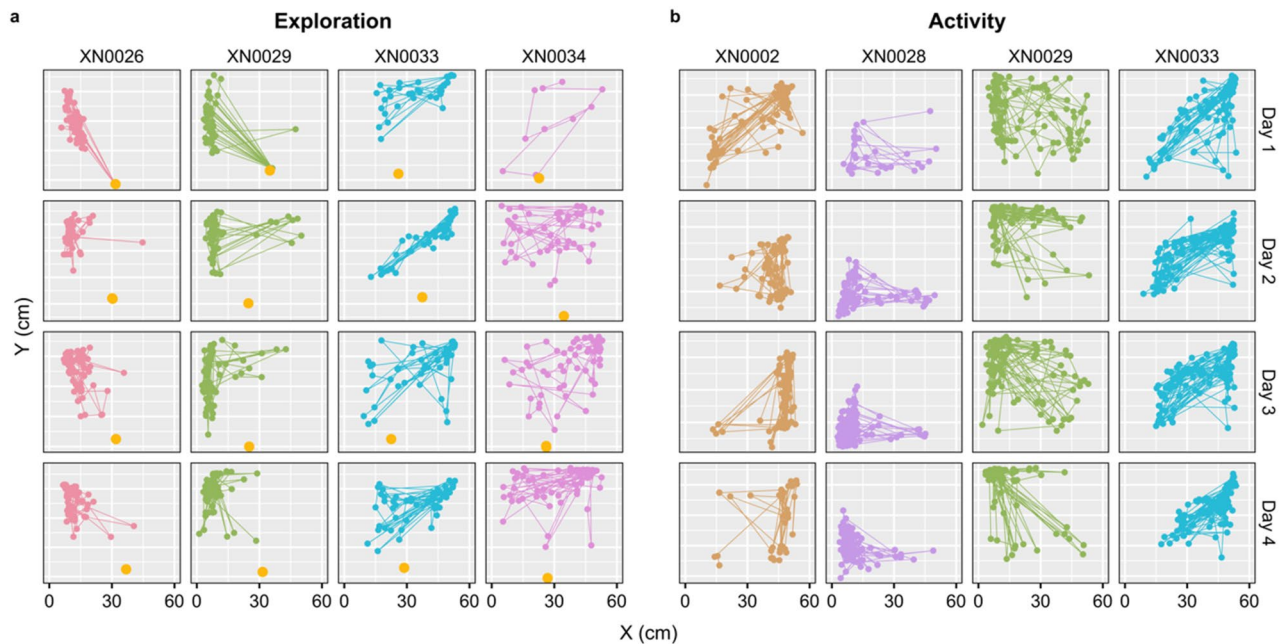 a Exploration b Activity
XN0026 XN0029 XN0033 XN0034 XN0002 XN0028 XN0029 XN0033
Day 1
Day 2
Y (cm)
Day 3
Day 4
0 30 60 0 30 60 0 30 60 0 30 60 0 30 60 0 30 60 0 30 60 0 30 60
X (cm)